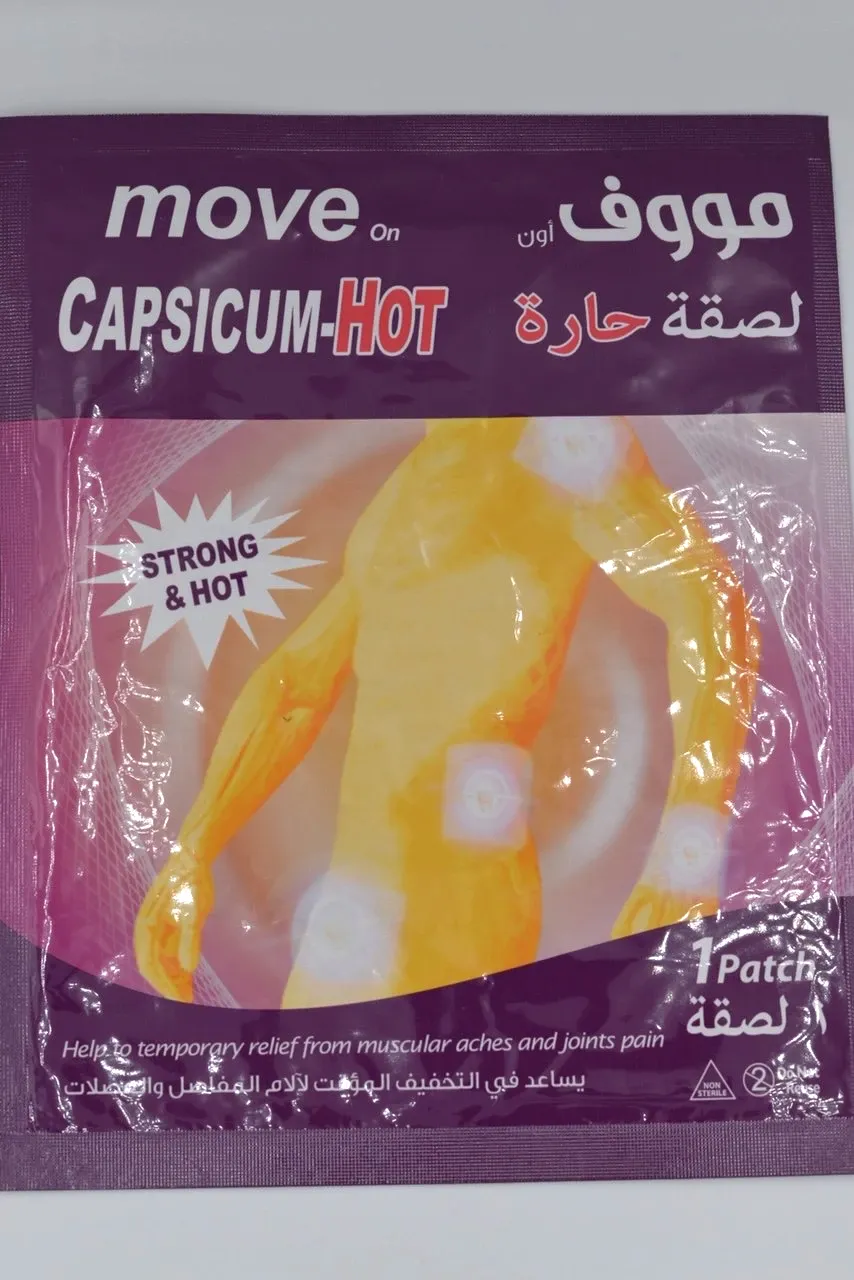 move On
مووف أون
CAPSICUM-HOT
لصقة حارة
STRONG
& HOT
1 Patch
١ لصقة
Help to temporary relief from muscular aches and joints pain
يساعد في التخفيف المؤقت لآلام المفاصل والعضلات
NON
STERILE
2
Do Not
Reuse